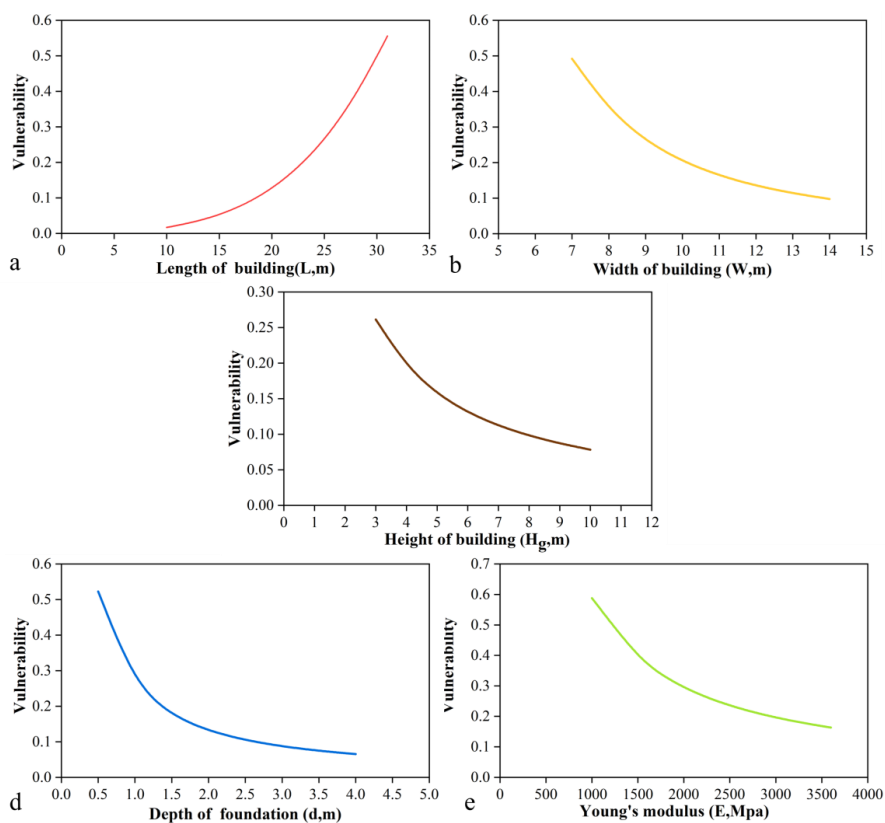 0.6
0.5
0.4
0.3
0.2
0.1
0.0
Vulnerability
0 5 10 15 20 25 30 35
Length of building(L,m)
a
0.6
0.5
0.4
0.3
0.2
0.1
0.0
Vulnerability
5 6 7 8 9 10 11 12 13 14 15
Width of building (W,m)
b
0.30
0.25
0.20
0.15
0.10
0.05
0.00
Vulnerability
0 1 2 3 4 5 6 7 8 9 10 11 12
Height of building (Hg,m)
0.6
0.5
0.4
0.3
0.2
0.1
0.0
Vulnerability
0.0 0.5 1.0 1.5 2.0 2.5 3.0 3.5 4.0 4.5 5.0
Depth of foundation (d,m)
d
0.7
0.6
0.5
0.4
0.3
0.2
0.1
0.0
Vulnerability
0 500 1000 1500 2000 2500 3000 3500 4000
Young's modulus (E,Mpa)
e